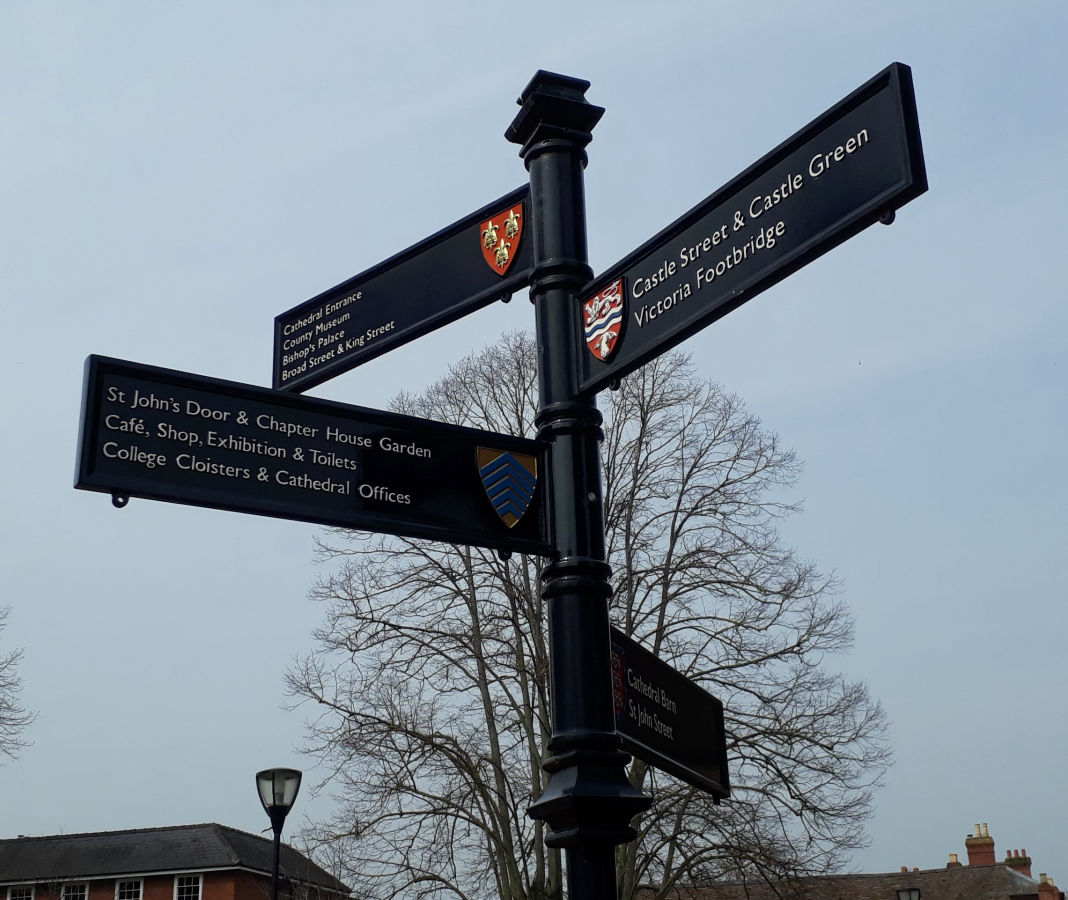 Castle Street & Castle Green
Victoria Footbridge
Cathedral Entrance
County Museum
Bishop's Palace
Broad Street & King Street
St John's Door & Chapter House Garden
Café, Shop, Exhibition & Toilets
College Cloisters & Cathedral Offices
Cathedral Barn
St John Street